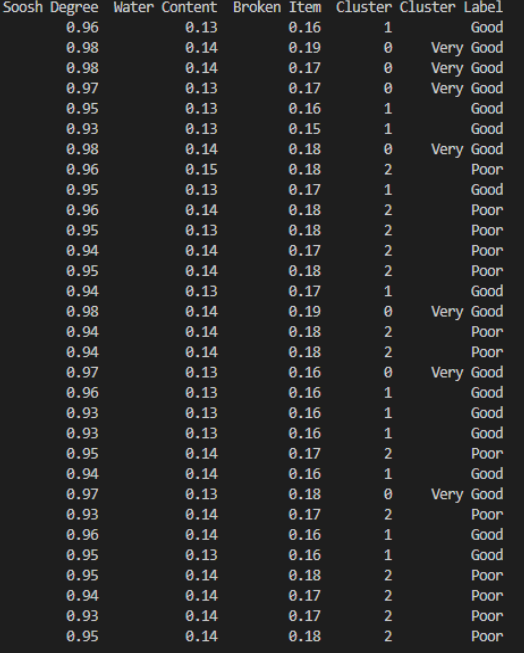 Soosh Degree Water Content Broken Item Cluster Cluster Label
0.96 0.13 0.16 1 Good
0.98 0.14 0.19 0 Very Good
0.98 0.14 0.17 0 Very Good
0.97 0.13 0.17 0 Very Good
0.95 0.13 0.16 1 Good
0.93 0.13 0.15 1 Good
0.98 0.14 0.18 0 Very Good
0.96 0.15 0.18 2 Poor
0.95 0.13 0.17 1 Good
0.96 0.14 0.18 2 Poor
0.95 0.13 0.18 2 Poor
0.94 0.14 0.17 2 Poor
0.95 0.14 0.18 2 Poor
0.94 0.13 0.17 1 Good
0.98 0.14 0.19 0 Very Good
0.94 0.14 0.18 2 Poor
0.94 0.14 0.18 2 Poor
0.97 0.13 0.16 0 Very Good
0.96 0.13 0.16 1 Good
0.93 0.13 0.16 1 Good
0.93 0.13 0.16 1 Good
0.95 0.14 0.17 2 Poor
0.94 0.14 0.16 1 Good
0.97 0.13 0.18 0 Very Good
0.93 0.14 0.17 2 Poor
0.96 0.14 0.16 1 Good
0.95 0.13 0.16 1 Good
0.95 0.14 0.18 2 Poor
0.94 0.14 0.17 2 Poor
0.93 0.14 0.17 2 Poor
0.95 0.14 0.18 2 Poor